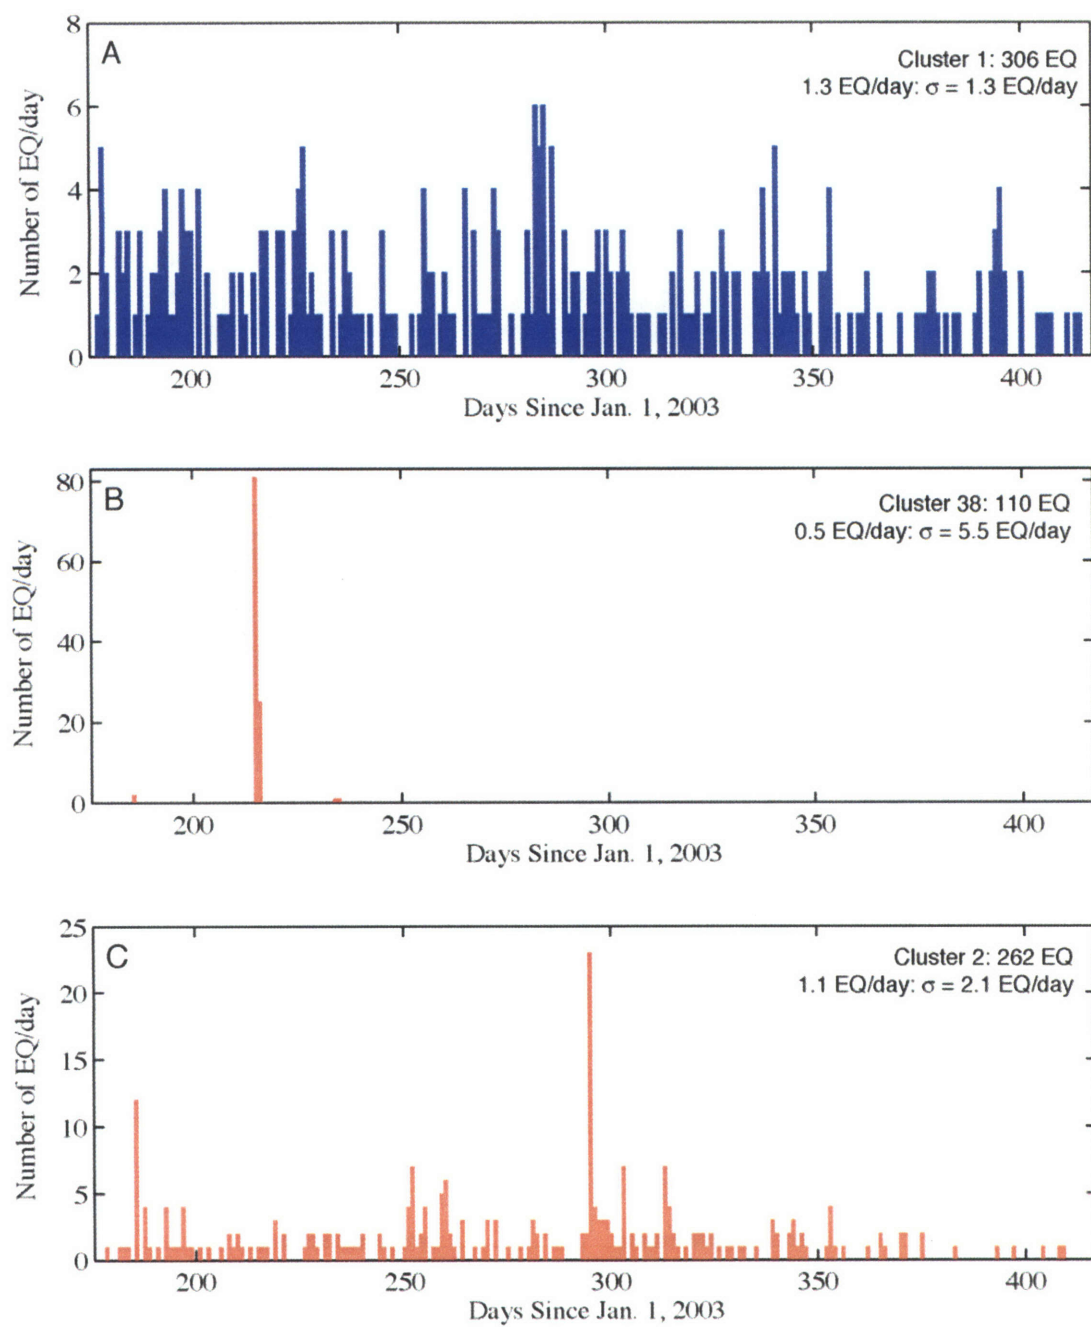 A
Cluster 1: 306 EQ
1.3 EQ/day: σ = 1.3 EQ/day
Number of EQ/day
8
6
4
2
0
200 250 300 350 400
Days Since Jan. 1, 2003
B
Cluster 38: 110 EQ
0.5 EQ/day: σ = 5.5 EQ/day
Number of EQ/day
80
60
40
20
0
200 250 300 350 400
Days Since Jan. 1, 2003
C
Cluster 2: 262 EQ
1.1 EQ/day: σ = 2.1 EQ/day
Number of EQ/day
25
20
15
10
5
0
200 250 300 350 400
Days Since Jan. 1, 2003